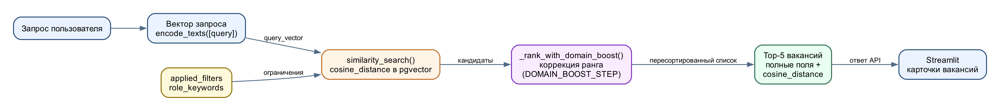 Запрос пользователя
Вектор запроса
encode_texts([query])
query_vector
applied_filters
role_keywords
ограничения
similarity_search()
cosine_distance в pgvector
кандидаты
_rank_with_domain_boost()
коррекция ранга
(DOMAIN_BOOST_STEP)
пересортированный список
Top-5 вакансий
полные поля +
cosine_distance
ответ API
Streamlit
карточки вакансий